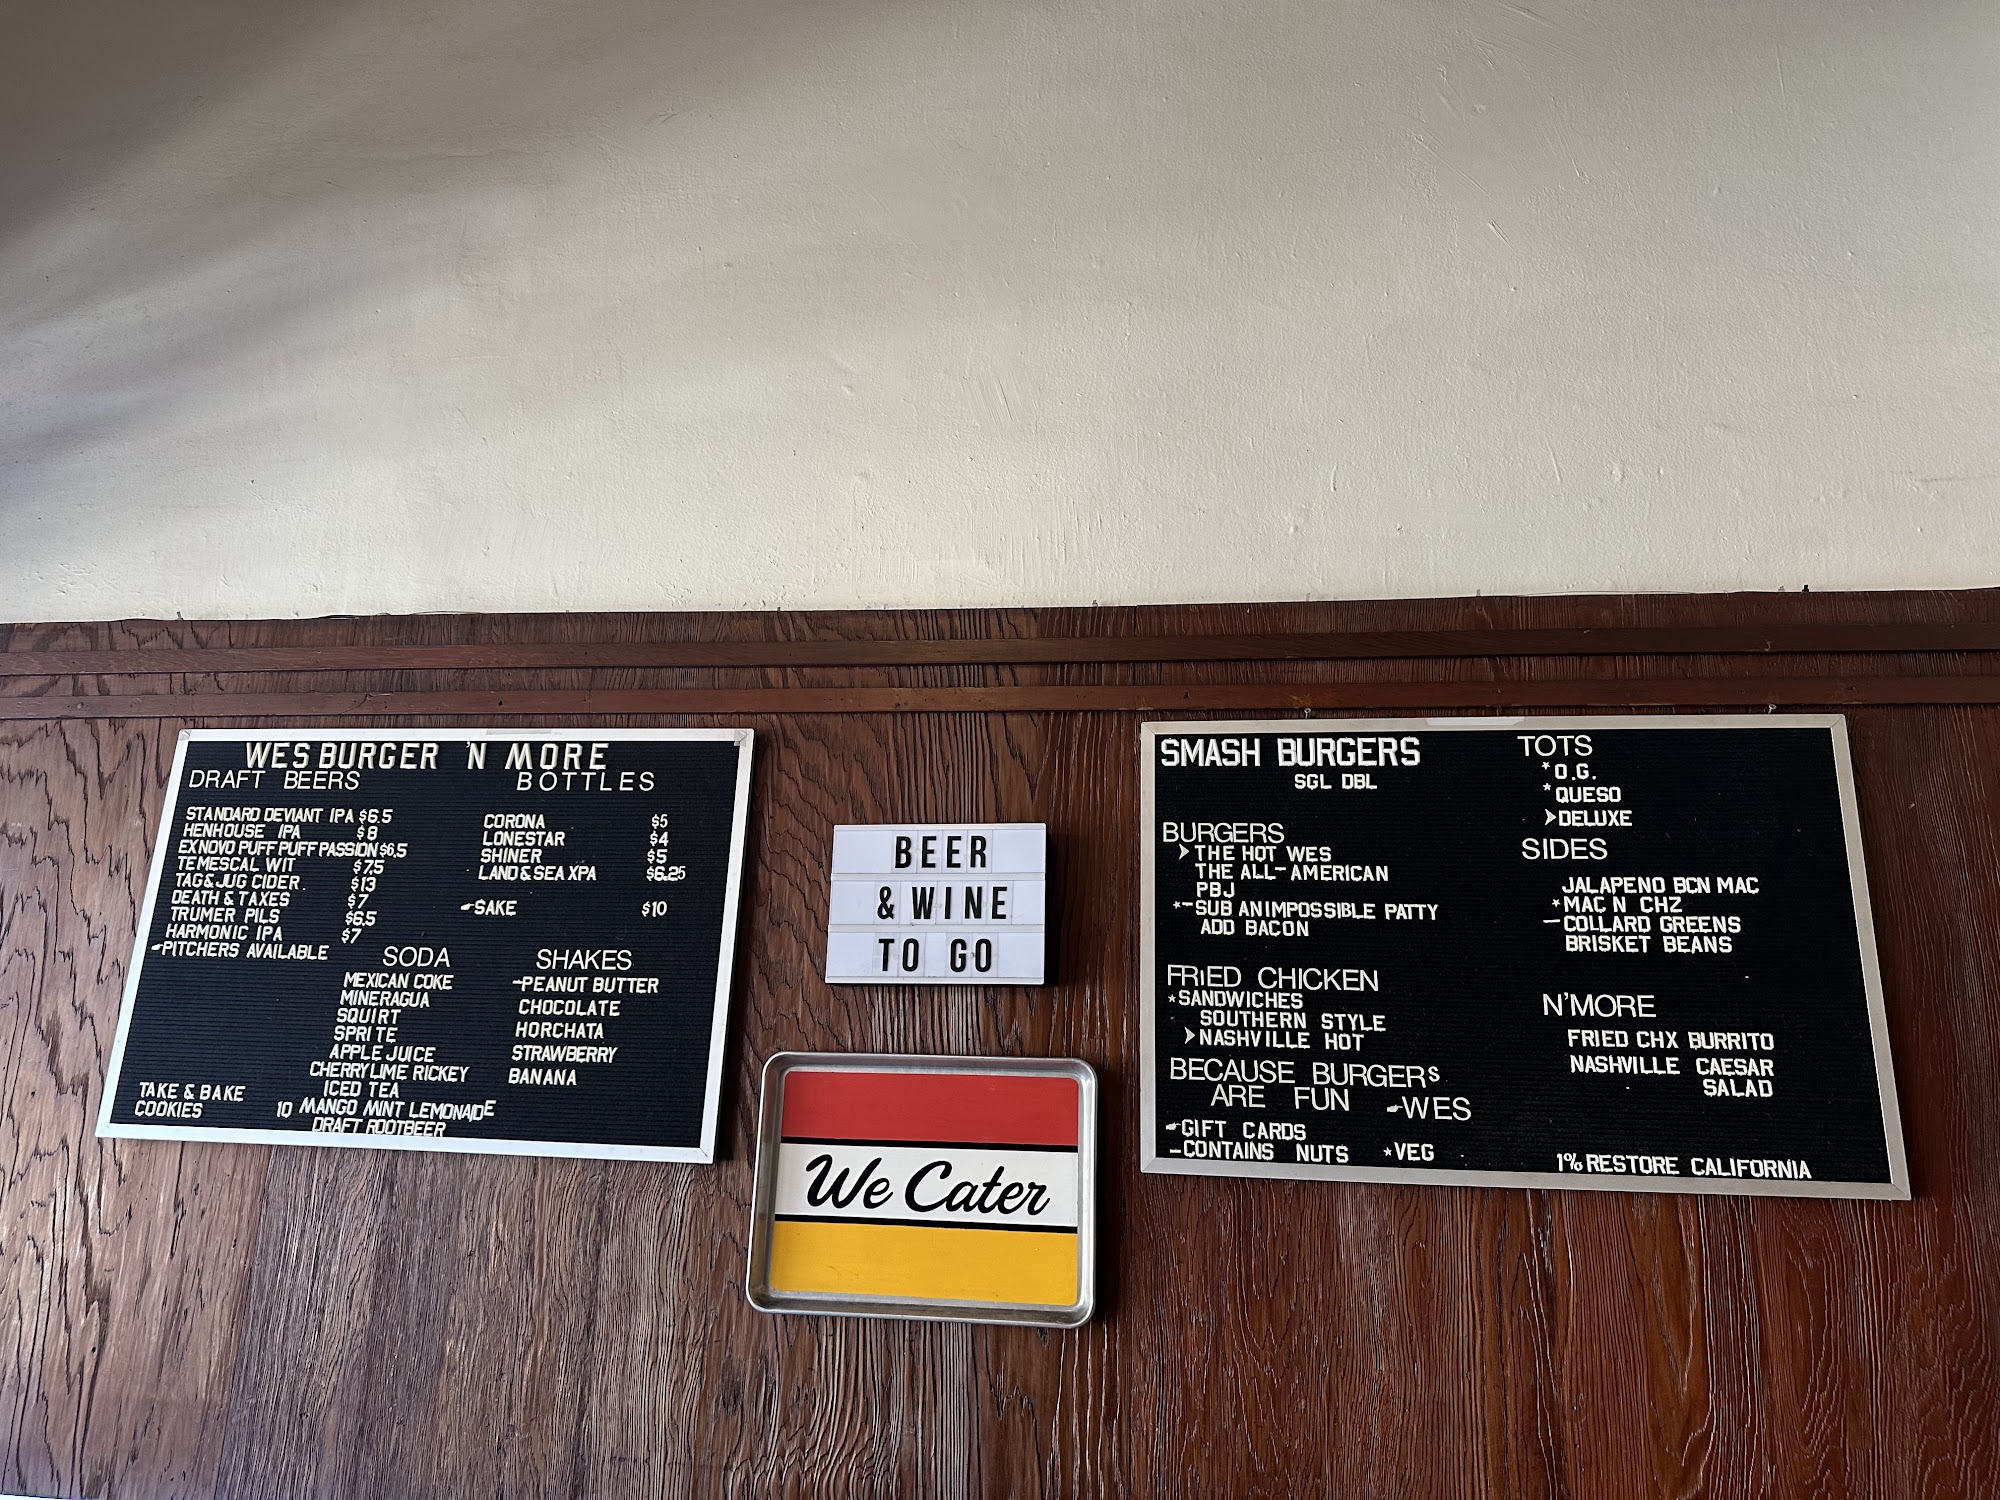 WES BURGER 'N MORE
DRAFT BEERS
STANDARD DEVIANT IPA $6.5
HENHOUSE IPA $8
EXNOVO PUFF PUFF PASSION $6.5
TEMESCAL WIT $7.5
TAG & JUG CIDER. $13
DEATH & TAXES $7
TRUMER PILS $6.5
HARMONIC IPA $7
PITCHERS AVAILABLE
BOTTLES
CORONA $5
LONESTAR $4
SHINER $5
LAND & SEA XPA $6.25
SAKE $10
SODA
MEXICAN COKE
MINERAGUA
SQUIRT
SPRITE
APPLE JUICE
CHERRY LIME RICKEY
ICED TEA
MANGO MINT LEMONADE
DRAFT ROOTBEER
SHAKES
-PEANUT BUTTER
CHOCOLATE
HORCHATA
STRAWBERRY
BANANA
TAKE & BAKE
COOKIES 10
BEER
& WINE
TO GO
We Cater
SMASH BURGERS
SGL DBL
BURGERS
THE HOT WES
THE ALL-AMERICAN
PBJ
*-SUB AN IMPOSSIBLE PATTY
ADD BACON
FRIED CHICKEN
*SANDWICHES
SOUTHERN STYLE
NASHVILLE HOT
BECAUSE BURGERS
ARE FUN -WES
GIFT CARDS
-CONTAINS NUTS *VEG
TOTS
*O.G.
*QUESO
DELUXE
SIDES
JALAPENO BCN MAC
*MAC N CHZ
-COLLARD GREENS
BRISKET BEANS
N'MORE
FRIED CHX BURRITO
NASHVILLE CAESAR
SALAD
1% RESTORE CALIFORNIA